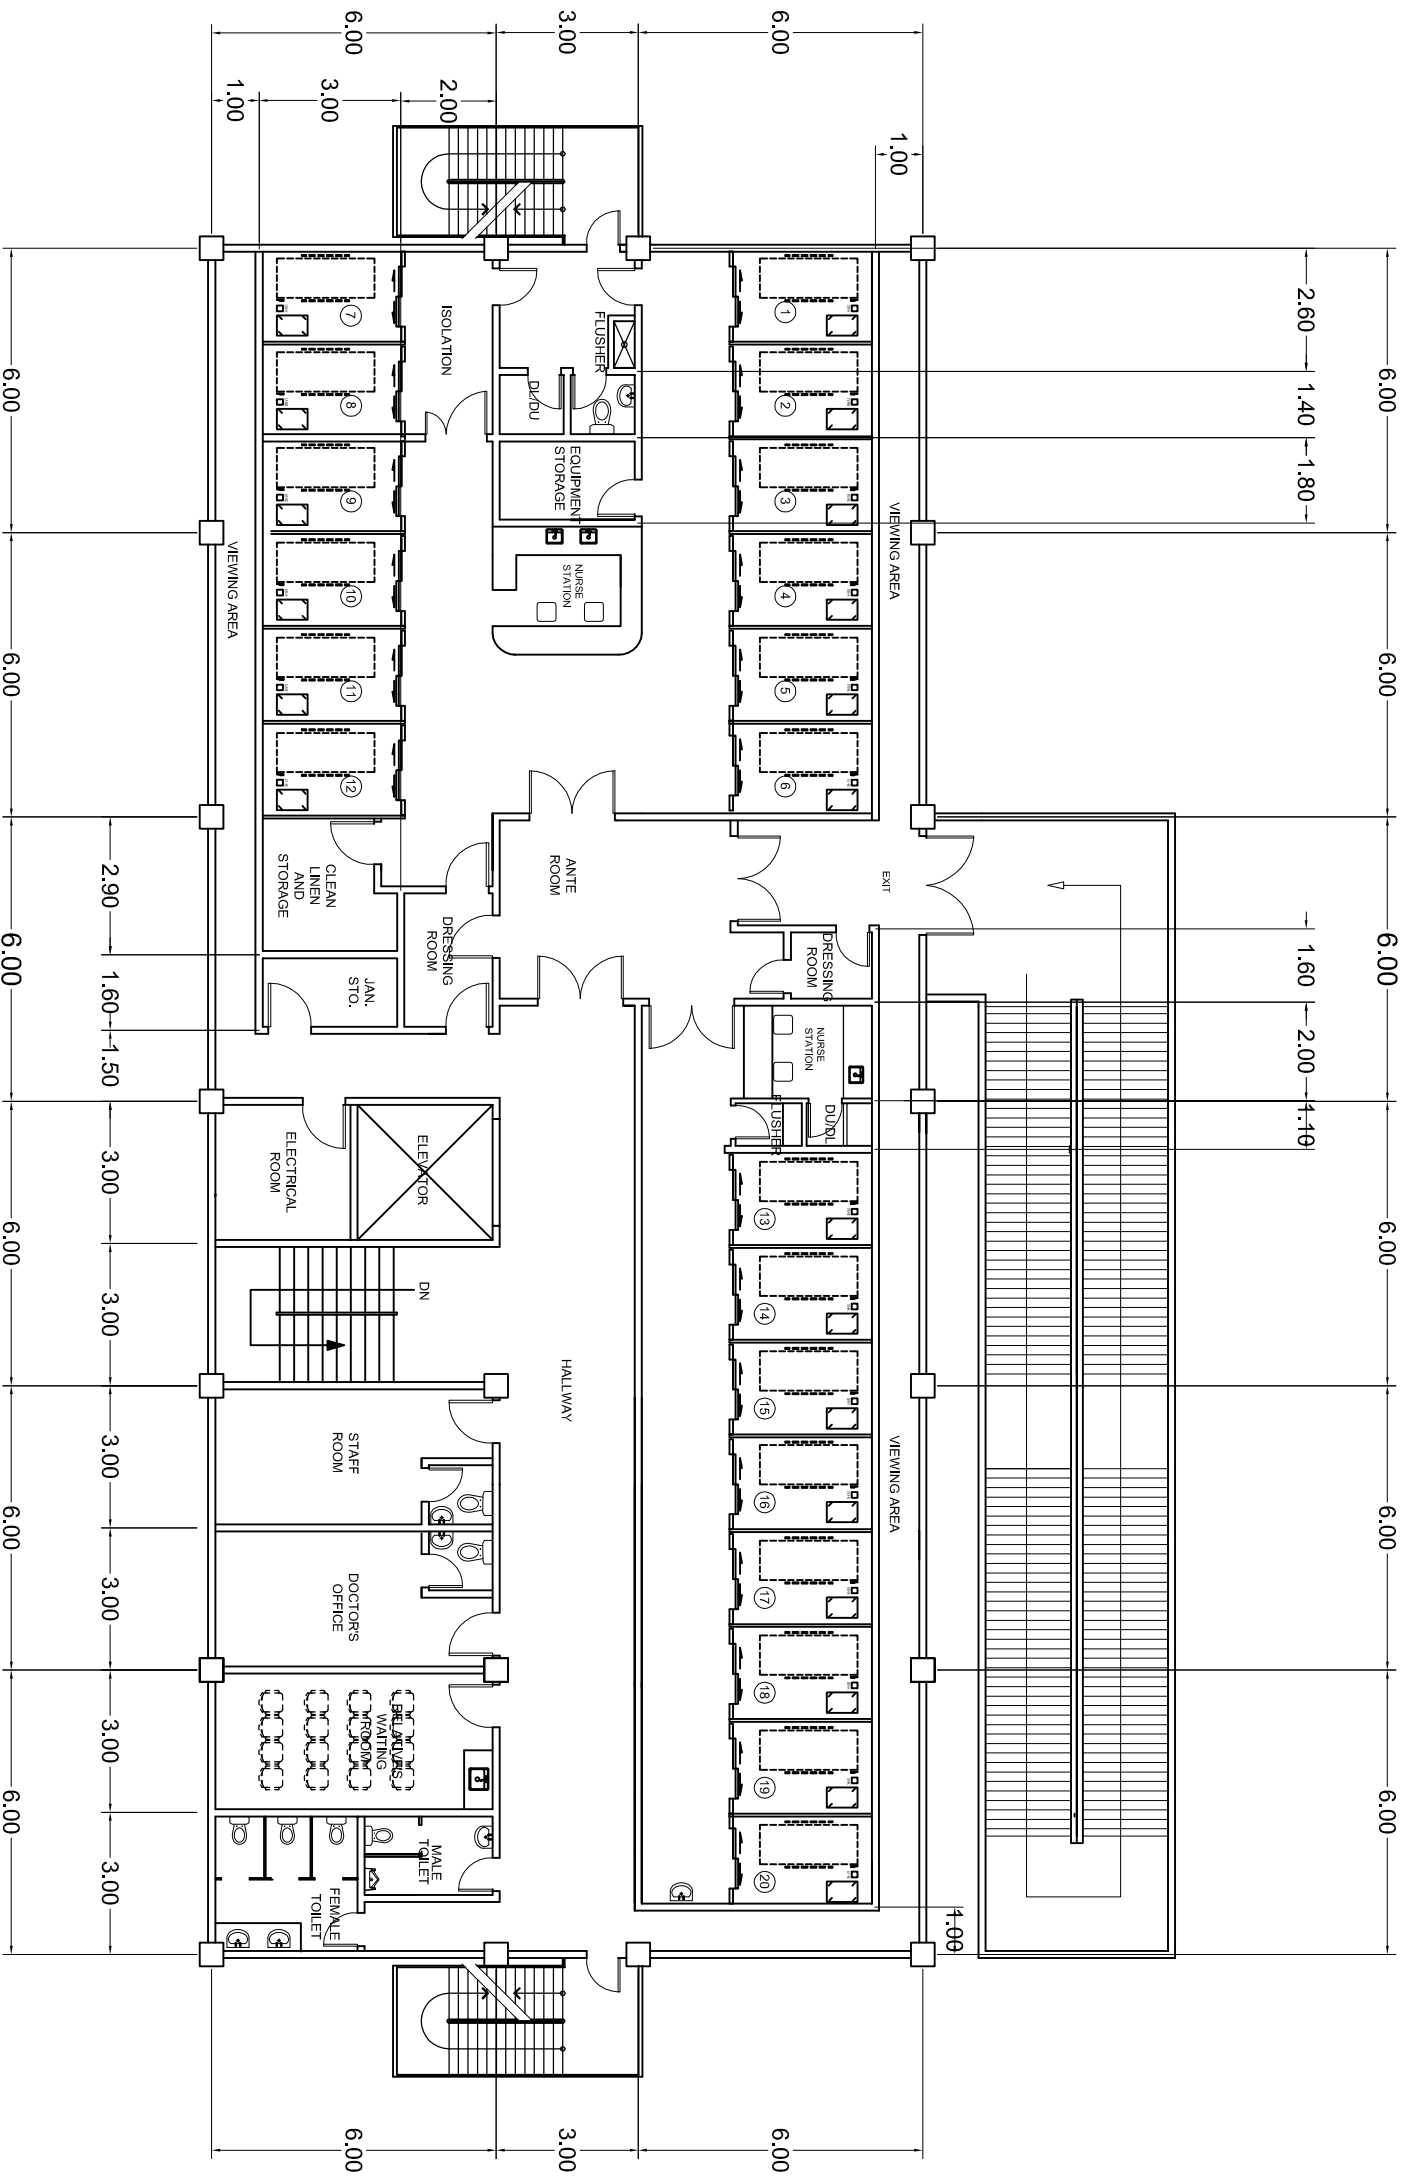 6.00
6.00
6.00
6.00
6.00
6.00
2.60
1.40
1.80
1.60
2.00
1.10
1.00
1.00
VIEWING AREA
EXIT
VIEWING AREA
6.00
1
2
3
4
5
6
DRESSING
ROOM
NURSE
STATION
DU/DL
FLUSHER
13
14
15
16
17
18
19
20
6.00
3.00
FLUSHER
DL/DU
EQUIPMENT
STORAGE
NURSE
STATION
ANTE
ROOM
HALLWAY
3.00
2.00
ISOLATION
DRESSING
ROOM
ELEVATOR
DN
MALE
TOILET
6.00
3.00
7
8
9
10
11
12
CLEAN
LINEN
AND
STORAGE
JAN.
STO.
ELECTRICAL
ROOM
STAFF
ROOM
DOCTOR'S
OFFICE
RELATIVES
WAITING
ROOM
FEMALE
TOILET
6.00
1.00
VIEWING AREA
2.90
1.60
1.50
3.00
3.00
3.00
3.00
3.00
3.00
6.00
6.00
6.00
6.00
6.00
6.00